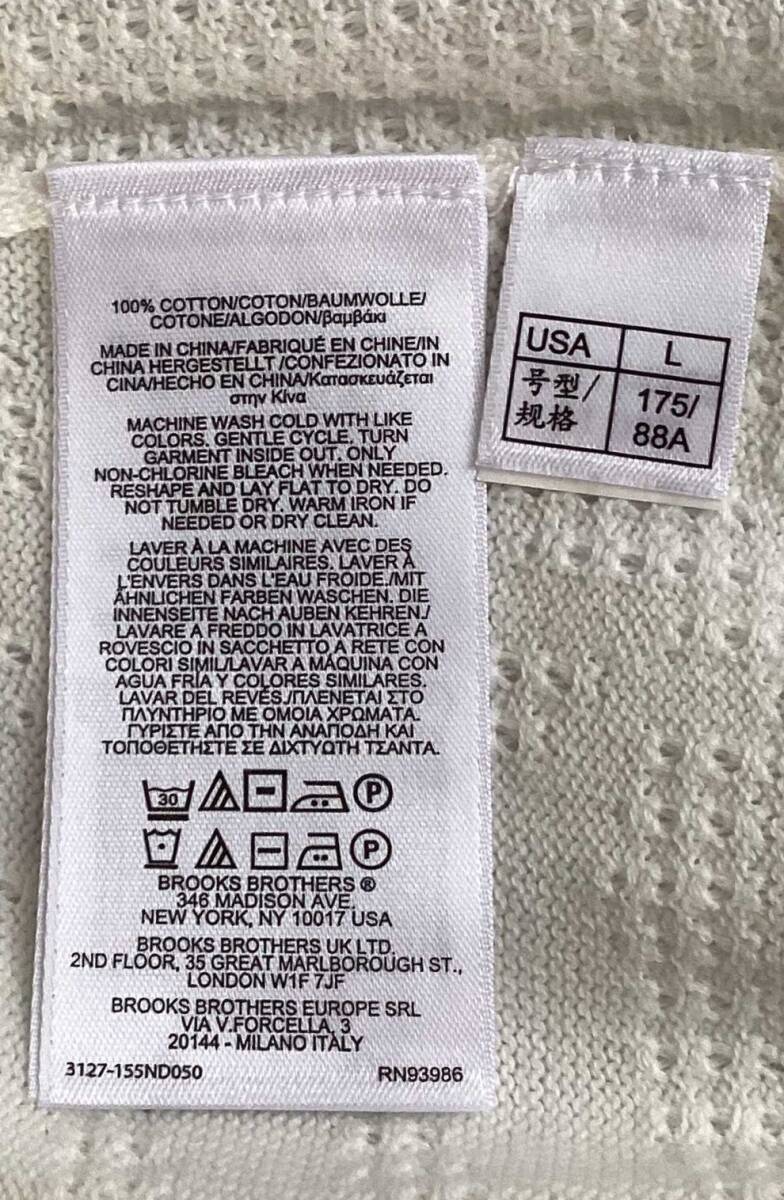 100% COTTON/COTON/BAUMWOLLE/
COTONE/ALGODON/βαμβάκι
MADE IN CHINA/FABRIQUÉ EN CHINE/IN
CHINA HERGESTELLT /CONFEZIONATO IN
CINA/HECHO EN CHINA/Κατασκευάζεται
στην Κίνα
MACHINE WASH COLD WITH LIKE
COLORS. GENTLE CYCLE. TURN
GARMENT INSIDE OUT. ONLY
NON-CHLORINE BLEACH WHEN NEEDED.
RESHAPE AND LAY FLAT TO DRY. DO
NOT TUMBLE DRY. WARM IRON IF
NEEDED OR DRY CLEAN.
LAVER À LA MACHINE AVEC DES
COULEURS SIMILAIRES. LAVER À
L'ENVERS DANS L'EAU FROIDE./MIT
ÄHNLICHEN FARBEN WASCHEN. DIE
INNENSEITE NACH AUBEN KEHREN./
LAVARE A FREDDO IN LAVATRICE A
ROVESCIO IN SACCHETTO A RETE CON
COLORI SIMIL/LAVAR A MÁQUINA CON
AGUA FRÍA Y COLORES SIMILARES.
LAVAR DEL REVÉS./ΠΛΕΝΕΤΑΙ ΣΤΟ
ΠΛΥΝΤΗΡΙΟ ΜΕ ΟΜΟΙΑ ΧΡΩΜΑΤΑ.
ΓΥΡΙΣΤΕ ΑΠΟ ΤΗΝ ΑΝΑΠΟΔΗ ΚΑΙ
ΤΟΠΟΘΕΤΗΣΤΕ ΣΕ ΔΙΧΤΥΩΤΗ ΤΣΑΝΤΑ.
30 P
P
BROOKS BROTHERS ®
346 MADISON AVE.
NEW YORK, NY 10017 USA
BROOKS BROTHERS UK LTD.
2ND FLOOR, 35 GREAT MARLBOROUGH ST.,
LONDON W1F 7JF
BROOKS BROTHERS EUROPE SRL
VIA V.FORCELLA, 3
20144 - MILANO ITALY
3127-155ND050 RN93986
USA L
号型/ 175/
规格 88A